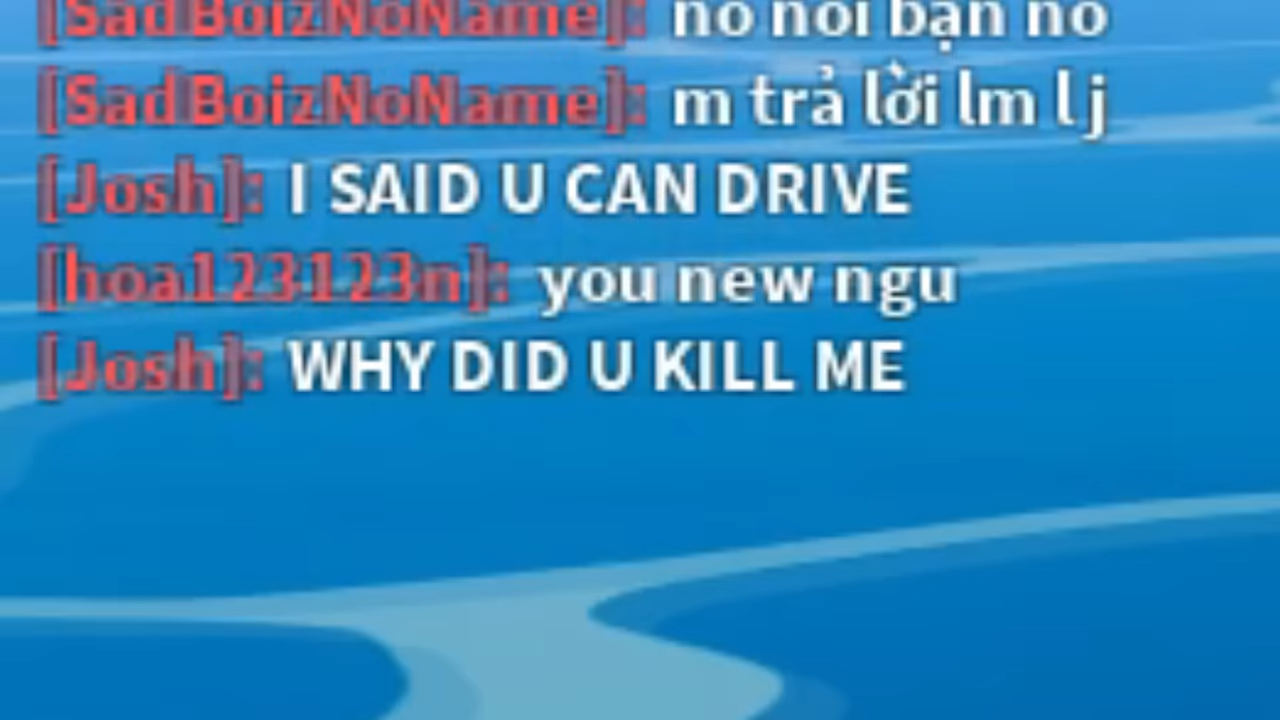 [SadBoizNoName]: nó nói bạn nó
[SadBoizNoName]: m trả lời lm l j
[Josh]: I SAID U CAN DRIVE
[hoa123123n]: you new ngu
[Josh]: WHY DID U KILL ME